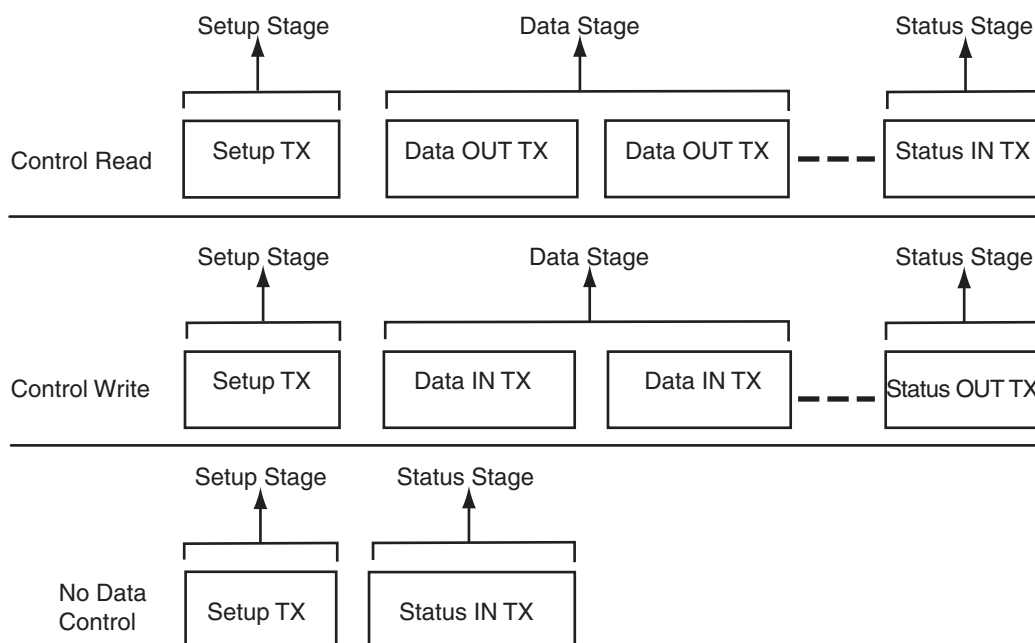 Setup Stage Data Stage Status Stage
Control Read Setup TX Data OUT TX Data OUT TX Status IN TX
Setup Stage Data Stage Status Stage
Control Write Setup TX Data IN TX Data IN TX Status OUT TX
Setup Stage Status Stage
No Data
Control Setup TX Status IN TX